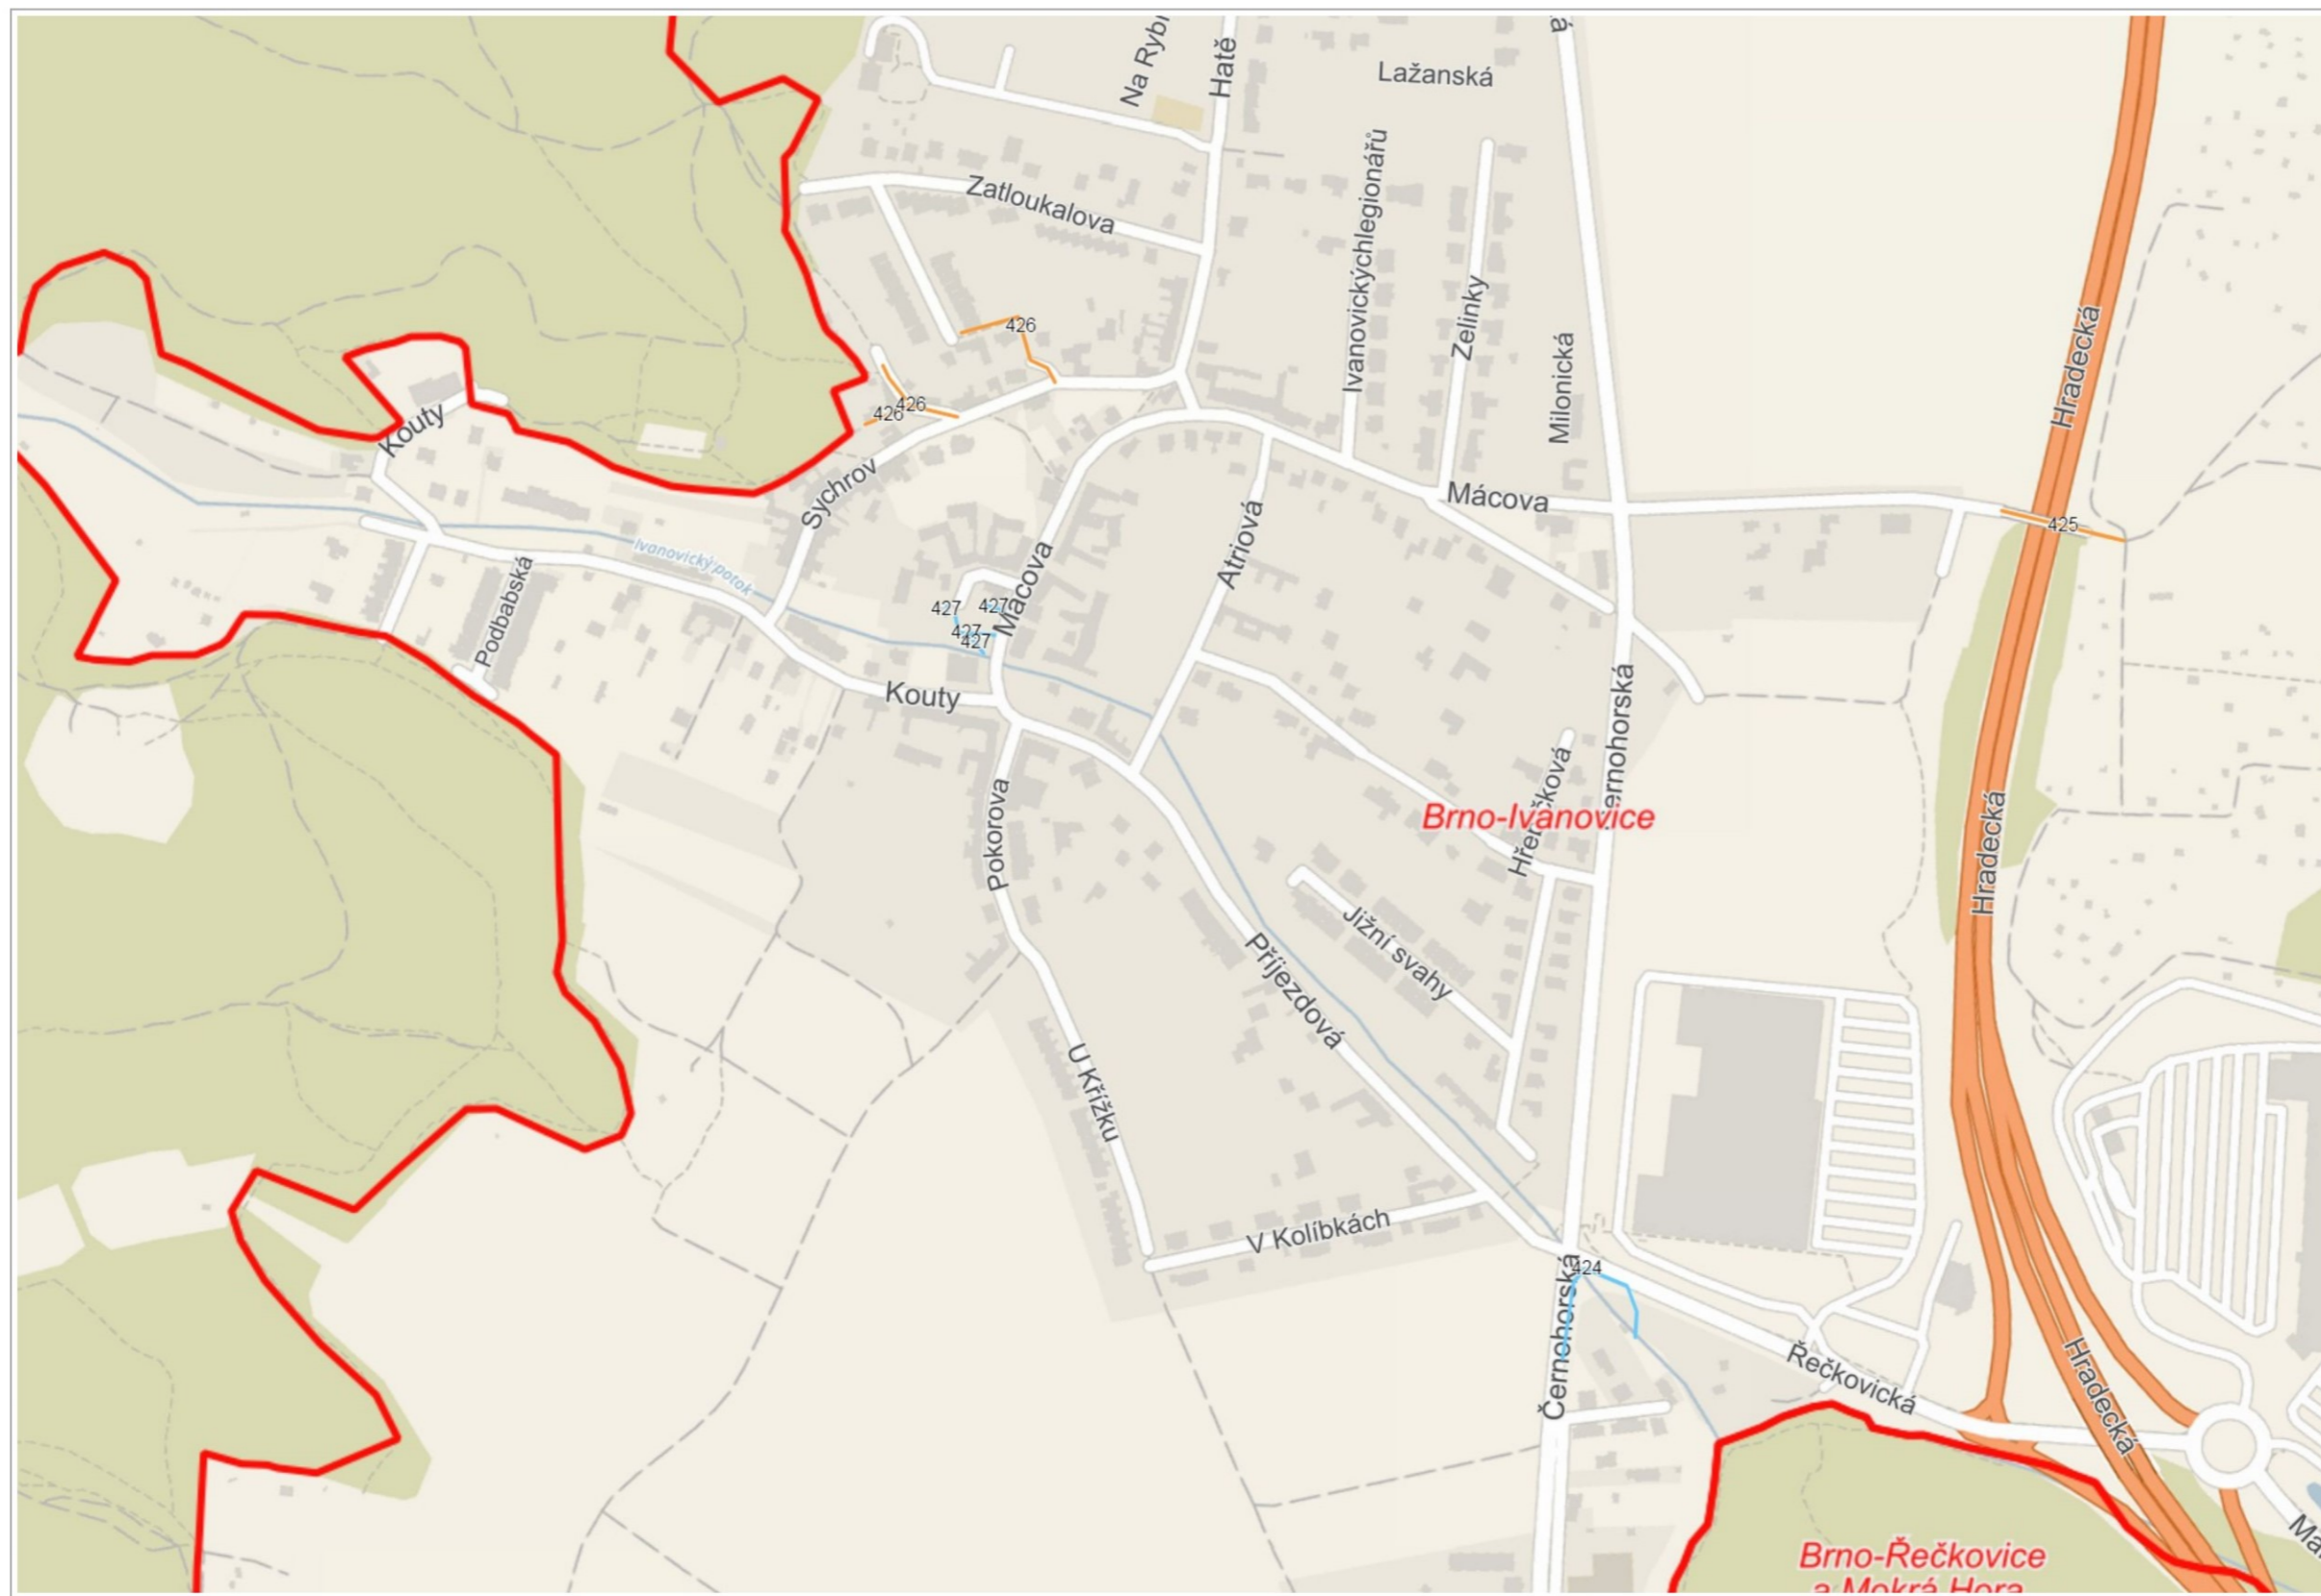 á
Na Rybi
Hatě
Lažanská
Zatloukalova
Ivanovickýchlegionářů
Zelinky
Milonická
Hradecká
426
426
426
Kouty
Sychrov
Mácova
425
Atriová
Ivanovický potok
Podbabská
Mácova
427
427
427
427
Kouty
Černohorská
Pokorova
Hřebíčková
Brno-Ivanovice
Hradecká
Jižní svahy
Příjezdová
U Křížku
V Kolíbkách
424
Černohorská
Řečkovická
Hradecká
Ma
Brno-Řečkovice
a Mokrá Hora